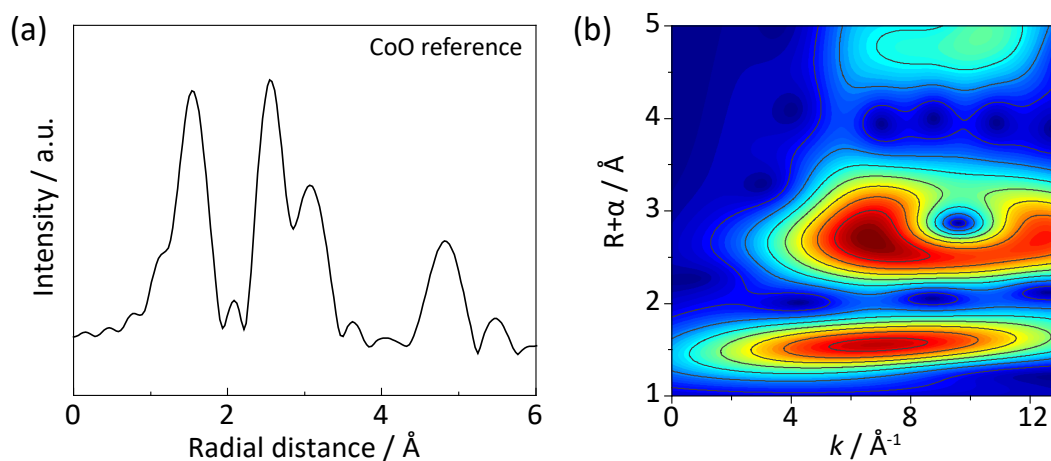 (a)
CoO reference
Intensity / a.u.
0
2
4
6
Radial distance / Å
(b)
5
4
3
2
1
R+α / Å
0
4
8
12
k / Å⁻¹